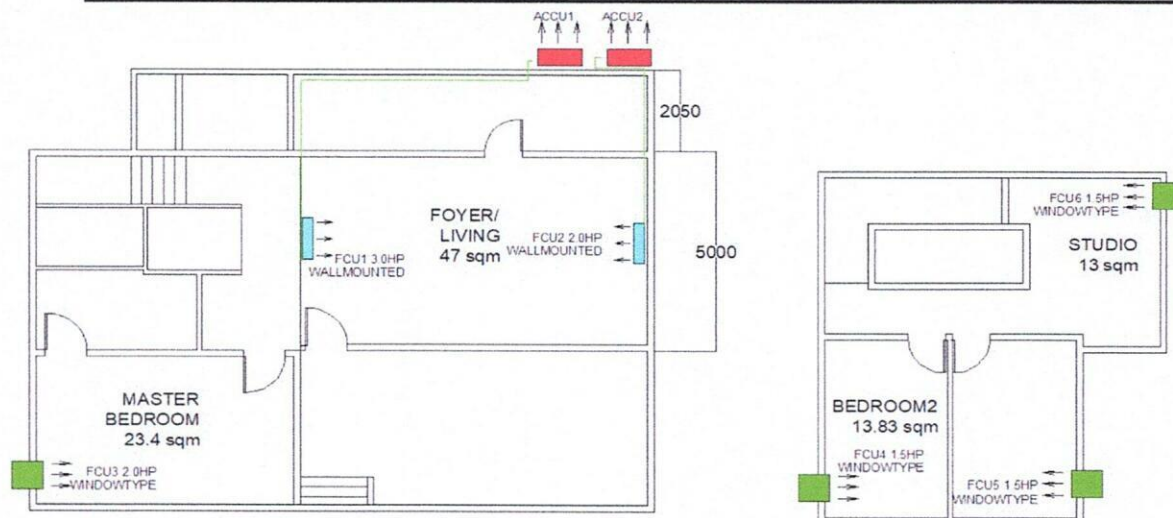 ACCU1
ACCU2
2050
FOYER/
LIVING
47 sqm
FCU1 3.0HP
WALLMOUNTED
FCU2 2.0HP
WALLMOUNTED
5000
MASTER
BEDROOM
23.4 sqm
FCU3 2.0HP
WINDOWTYPE
FCU6 1.5HP
WINDOWTYPE
STUDIO
13 sqm
BEDROOM2
13.83 sqm
FCU4 1.5HP
WINDOWTYPE
FCU5 1.5HP
WINDOWTYPE